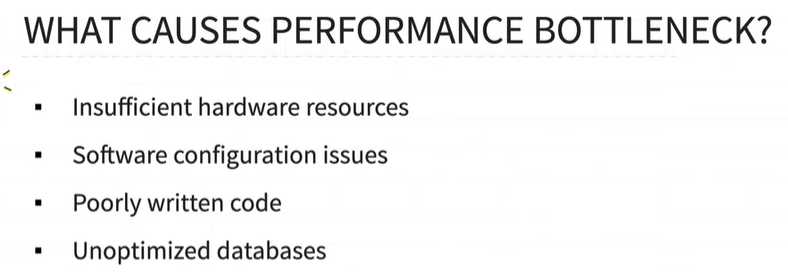 WHAT CAUSES PERFORMANCE BOTTLENECK?
▪ Insufficient hardware resources
▪ Software configuration issues
▪ Poorly written code
▪ Unoptimized databases